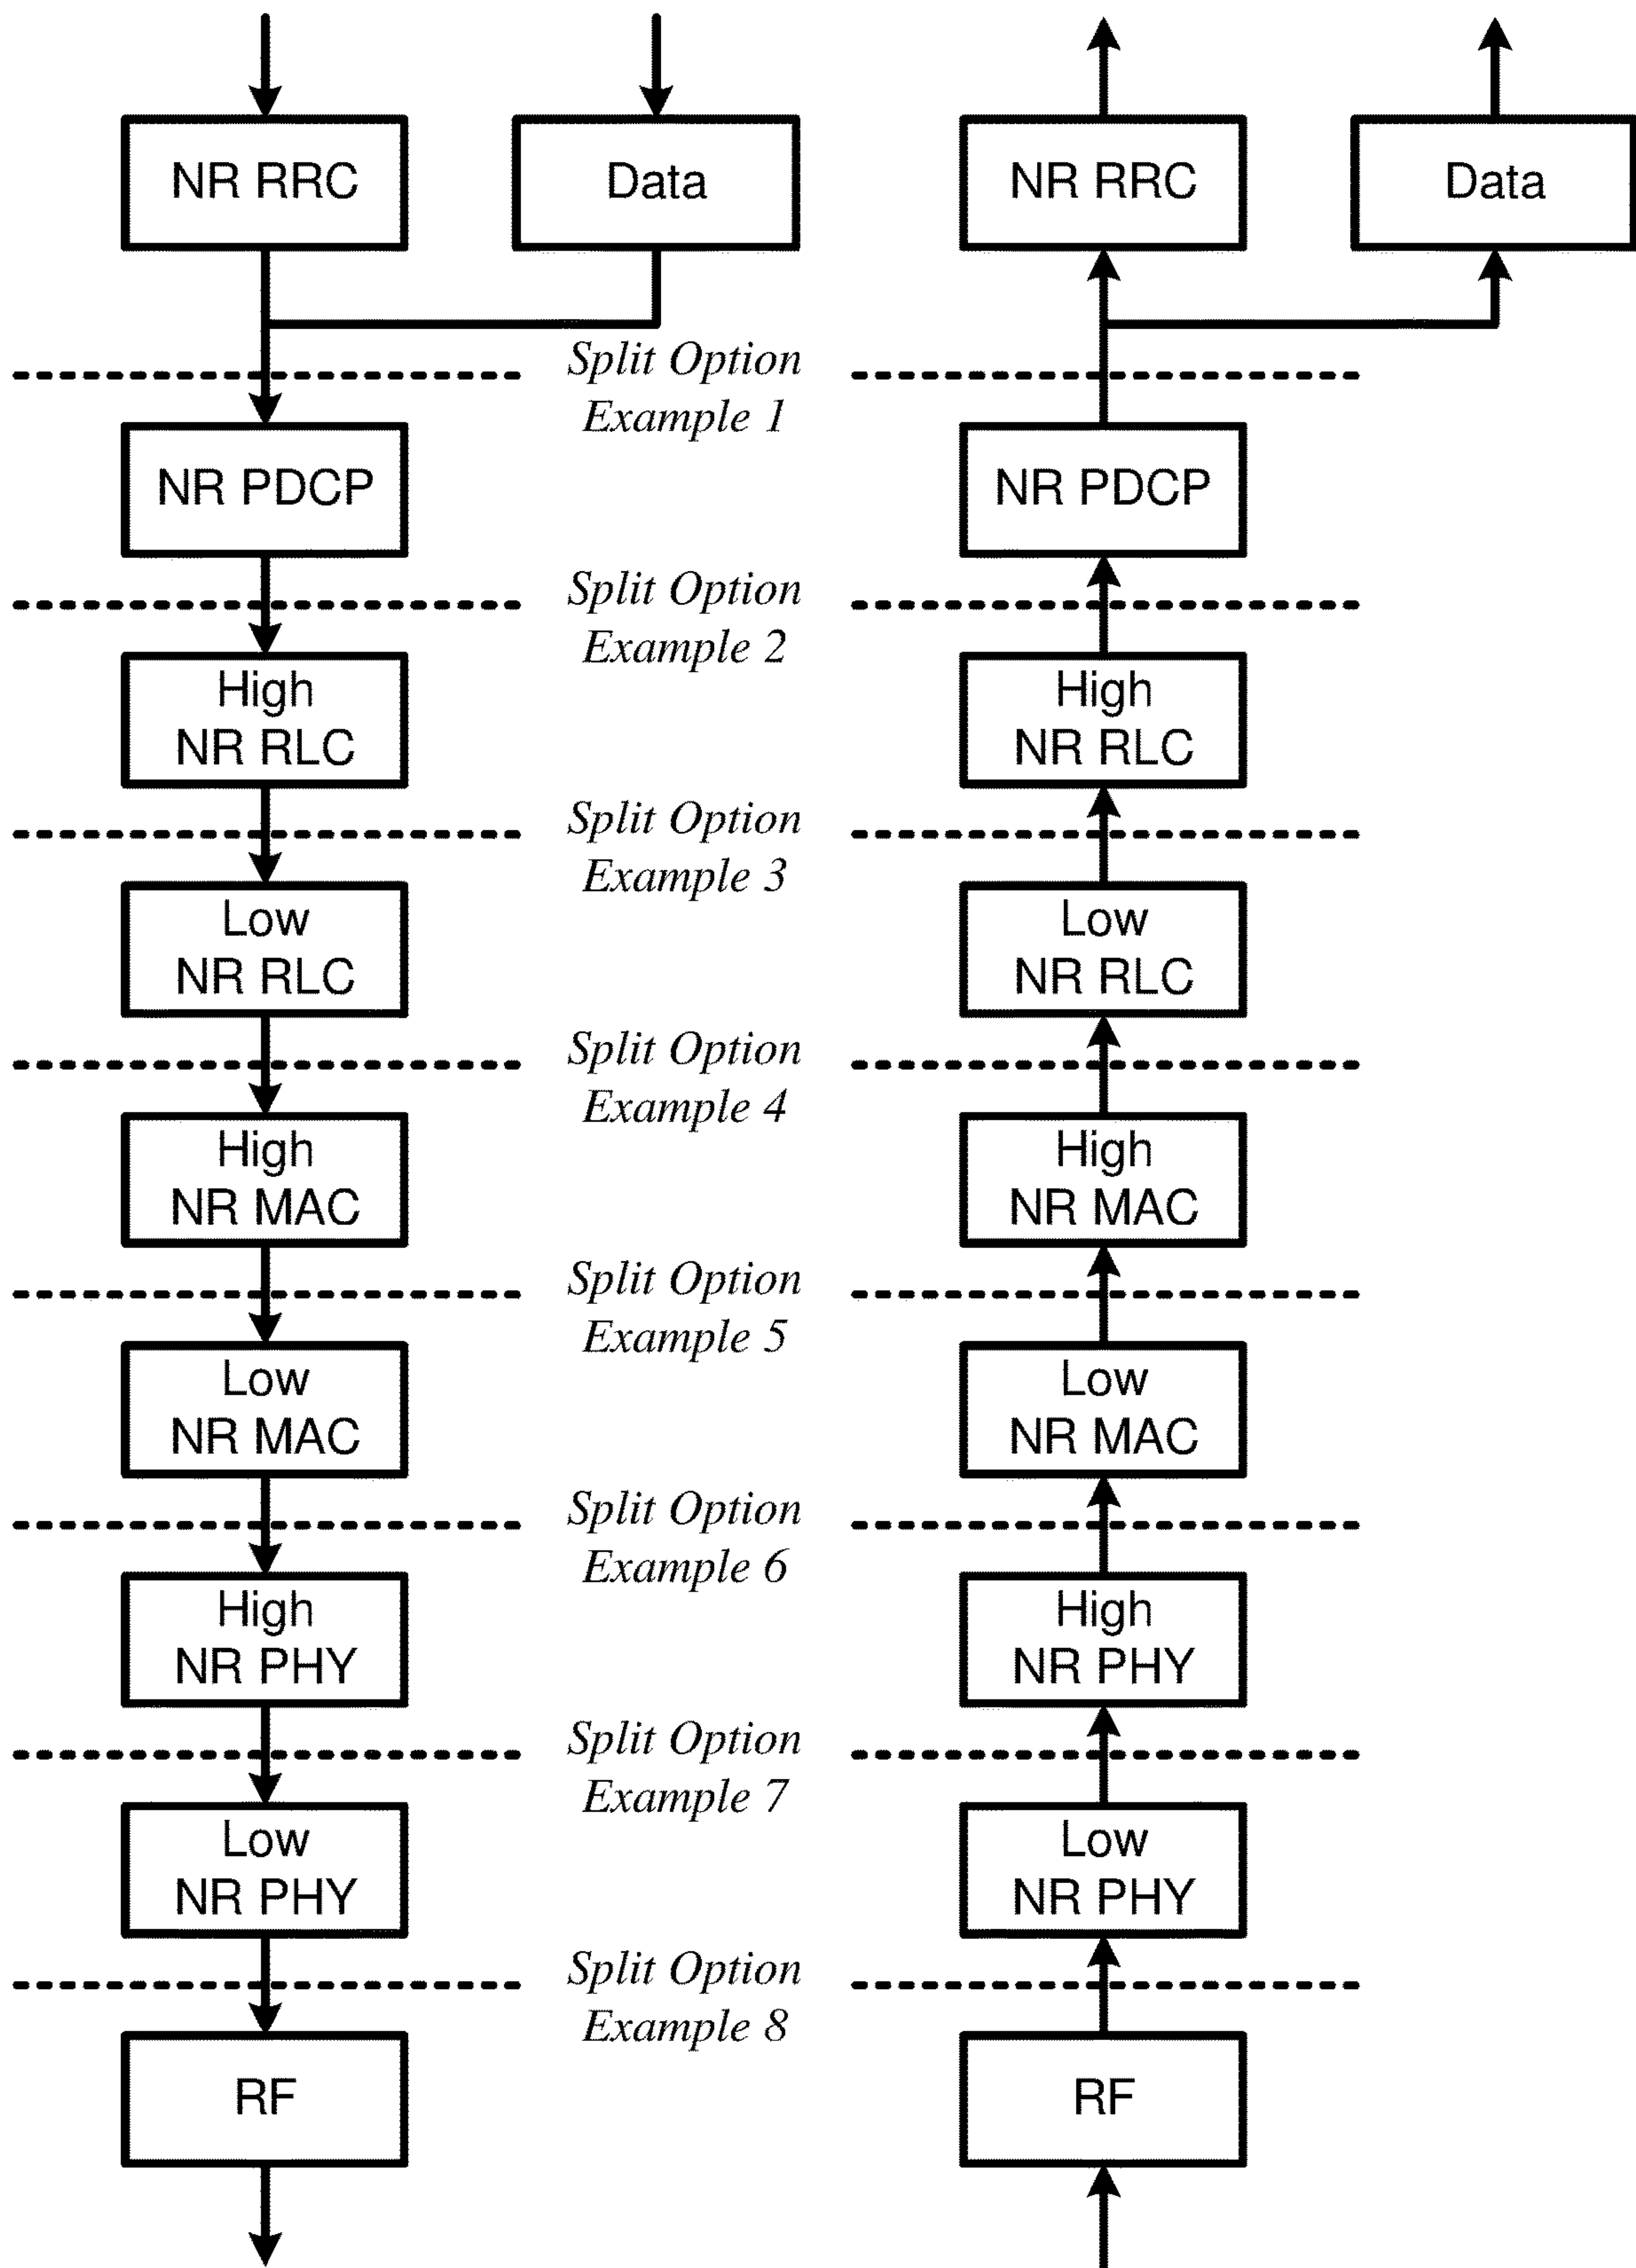 NR RRC
Data
NR RRC
Data
Split Option
Example 1
NR PDCP
NR PDCP
Split Option
Example 2
High
NR RLC
High
NR RLC
Split Option
Example 3
Low
NR RLC
Low
NR RLC
Split Option
Example 4
High
NR MAC
High
NR MAC
Split Option
Example 5
Low
NR MAC
Low
NR MAC
Split Option
Example 6
High
NR PHY
High
NR PHY
Split Option
Example 7
Low
NR PHY
Low
NR PHY
Split Option
Example 8
RF
RF